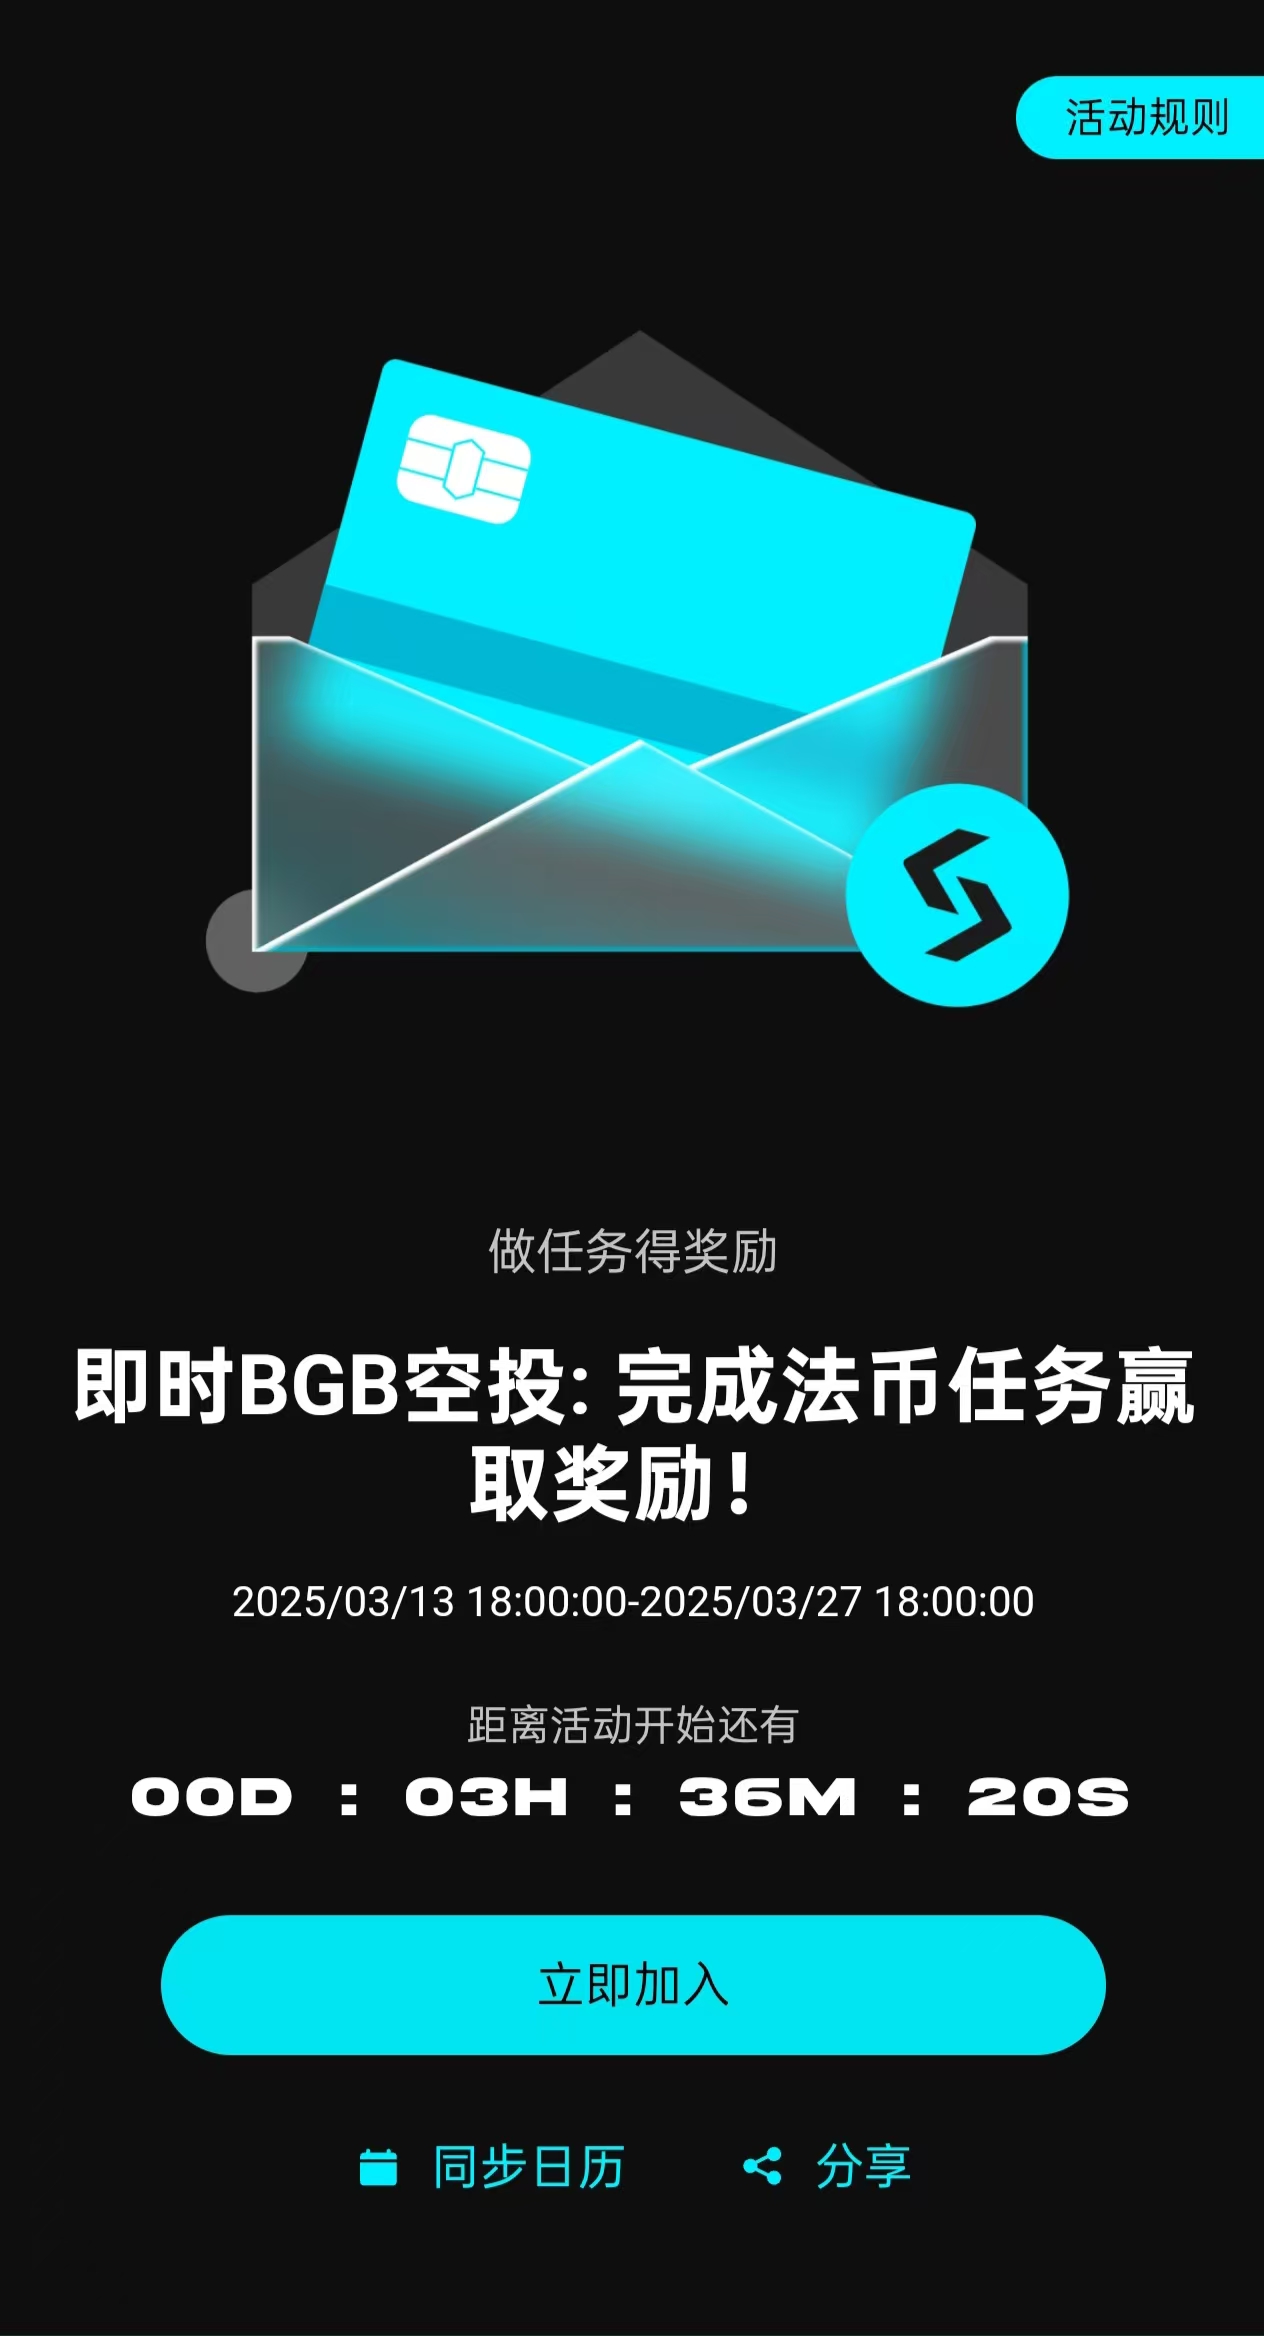 活动规则
做任务得奖励
即时BGB空投: 完成法币任务赢
取奖励！
2025/03/13 18:00:00-2025/03/27 18:00:00
距离活动开始还有
00D : 03H : 36M : 20S
立即加入
同步日历 分享